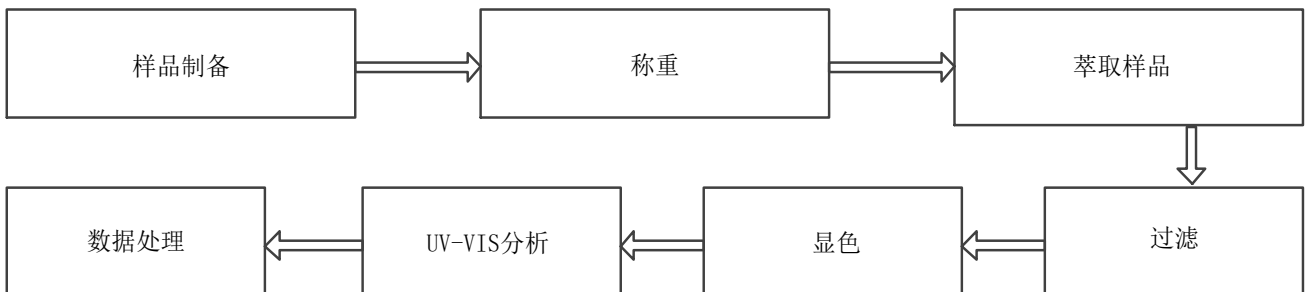 样品制备
称重
萃取样品
过滤
显色
UV-VIS分析
数据处理